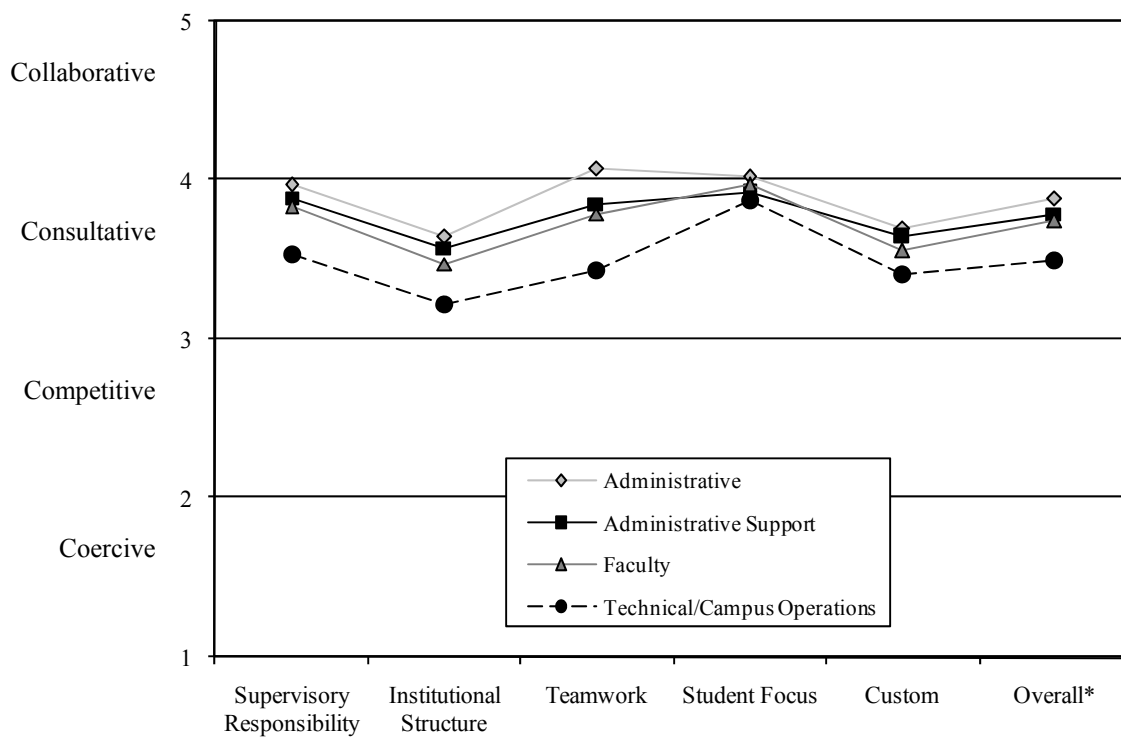 5
Collaborative
4
Consultative
3
Competitive
2
Coercive
1
Administrative
Administrative Support
Faculty
Technical/Campus Operations
Supervisory
Responsibility
Institutional
Structure
Teamwork
Student Focus
Custom
Overall*